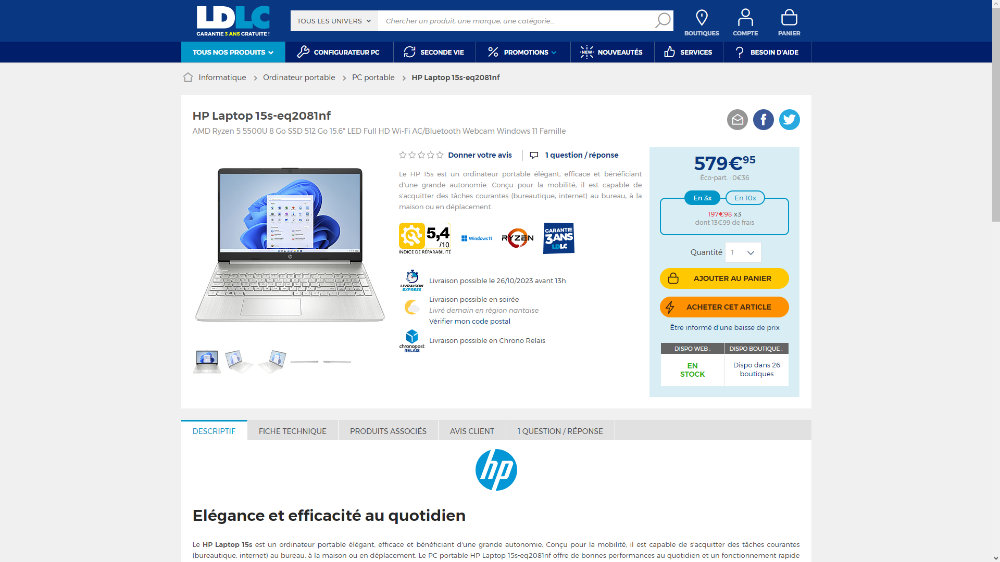 LDLC
GARANTIE 3 ANS GRATUITE !
TOUS LES UNIVERS
Chercher un produit, une marque, une catégorie...
BOUTIQUES
COMPTE
PANIER
TOUS NOS PRODUITS
CONFIGURATEUR PC
SECONDE VIE
PROMOTIONS
NEW
NOUVEAUTÉS
SERVICES
BESOIN D'AIDE
Informatique
Ordinateur portable
PC portable
HP Laptop 15s-eq2081nf
HP Laptop 15s-eq2081nf
AMD Ryzen 5 5500U 8 Go SSD 512 Go 15.6" LED Full HD Wi-Fi AC/Bluetooth Webcam Windows 11 Famille
Donner votre avis
1 question / réponse
Le HP 15s est un ordinateur portable élégant, efficace et bénéficiant
d'une grande autonomie. Conçu pour la mobilité, il est capable de
s'acquitter des tâches courantes (bureautique, internet) au bureau, à la
maison ou en déplacement.
5,4
/10
INDICE DE RÉPARABILITÉ
Windows 11
RYZEN
GARANTIE
3 ANS
LDLC
LIVRAISON
EXPRESS
Livraison possible le 26/10/2023 avant 13h
Livraison possible en soirée
Livré demain en région nantaise
Vérifier mon code postal
chronopost
RELAIS
Livraison possible en Chrono Relais
579€95
Éco-part. : 0€36
En 3x
En 10x
197€98 x3
dont 13€99 de frais
Quantité
1
AJOUTER AU PANIER
ACHETER CET ARTICLE
Être informé d'une baisse de prix
DISPO WEB :
DISPO BOUTIQUE :
EN
STOCK
Dispo dans 26
boutiques
DESCRIPTIF
FICHE TECHNIQUE
PRODUITS ASSOCIÉS
AVIS CLIENT
1 QUESTION / RÉPONSE
hp
Elégance et efficacité au quotidien
Le HP Laptop 15s est un ordinateur portable élégant, efficace et bénéficiant d'une grande autonomie. Conçu pour la mobilité, il est capable de s'acquitter des tâches courantes
(bureautique, internet) au bureau, à la maison ou en déplacement. Le PC portable HP Laptop 15s-eq2081nf offre de bonnes performances au quotidien et un fonctionnement rapide